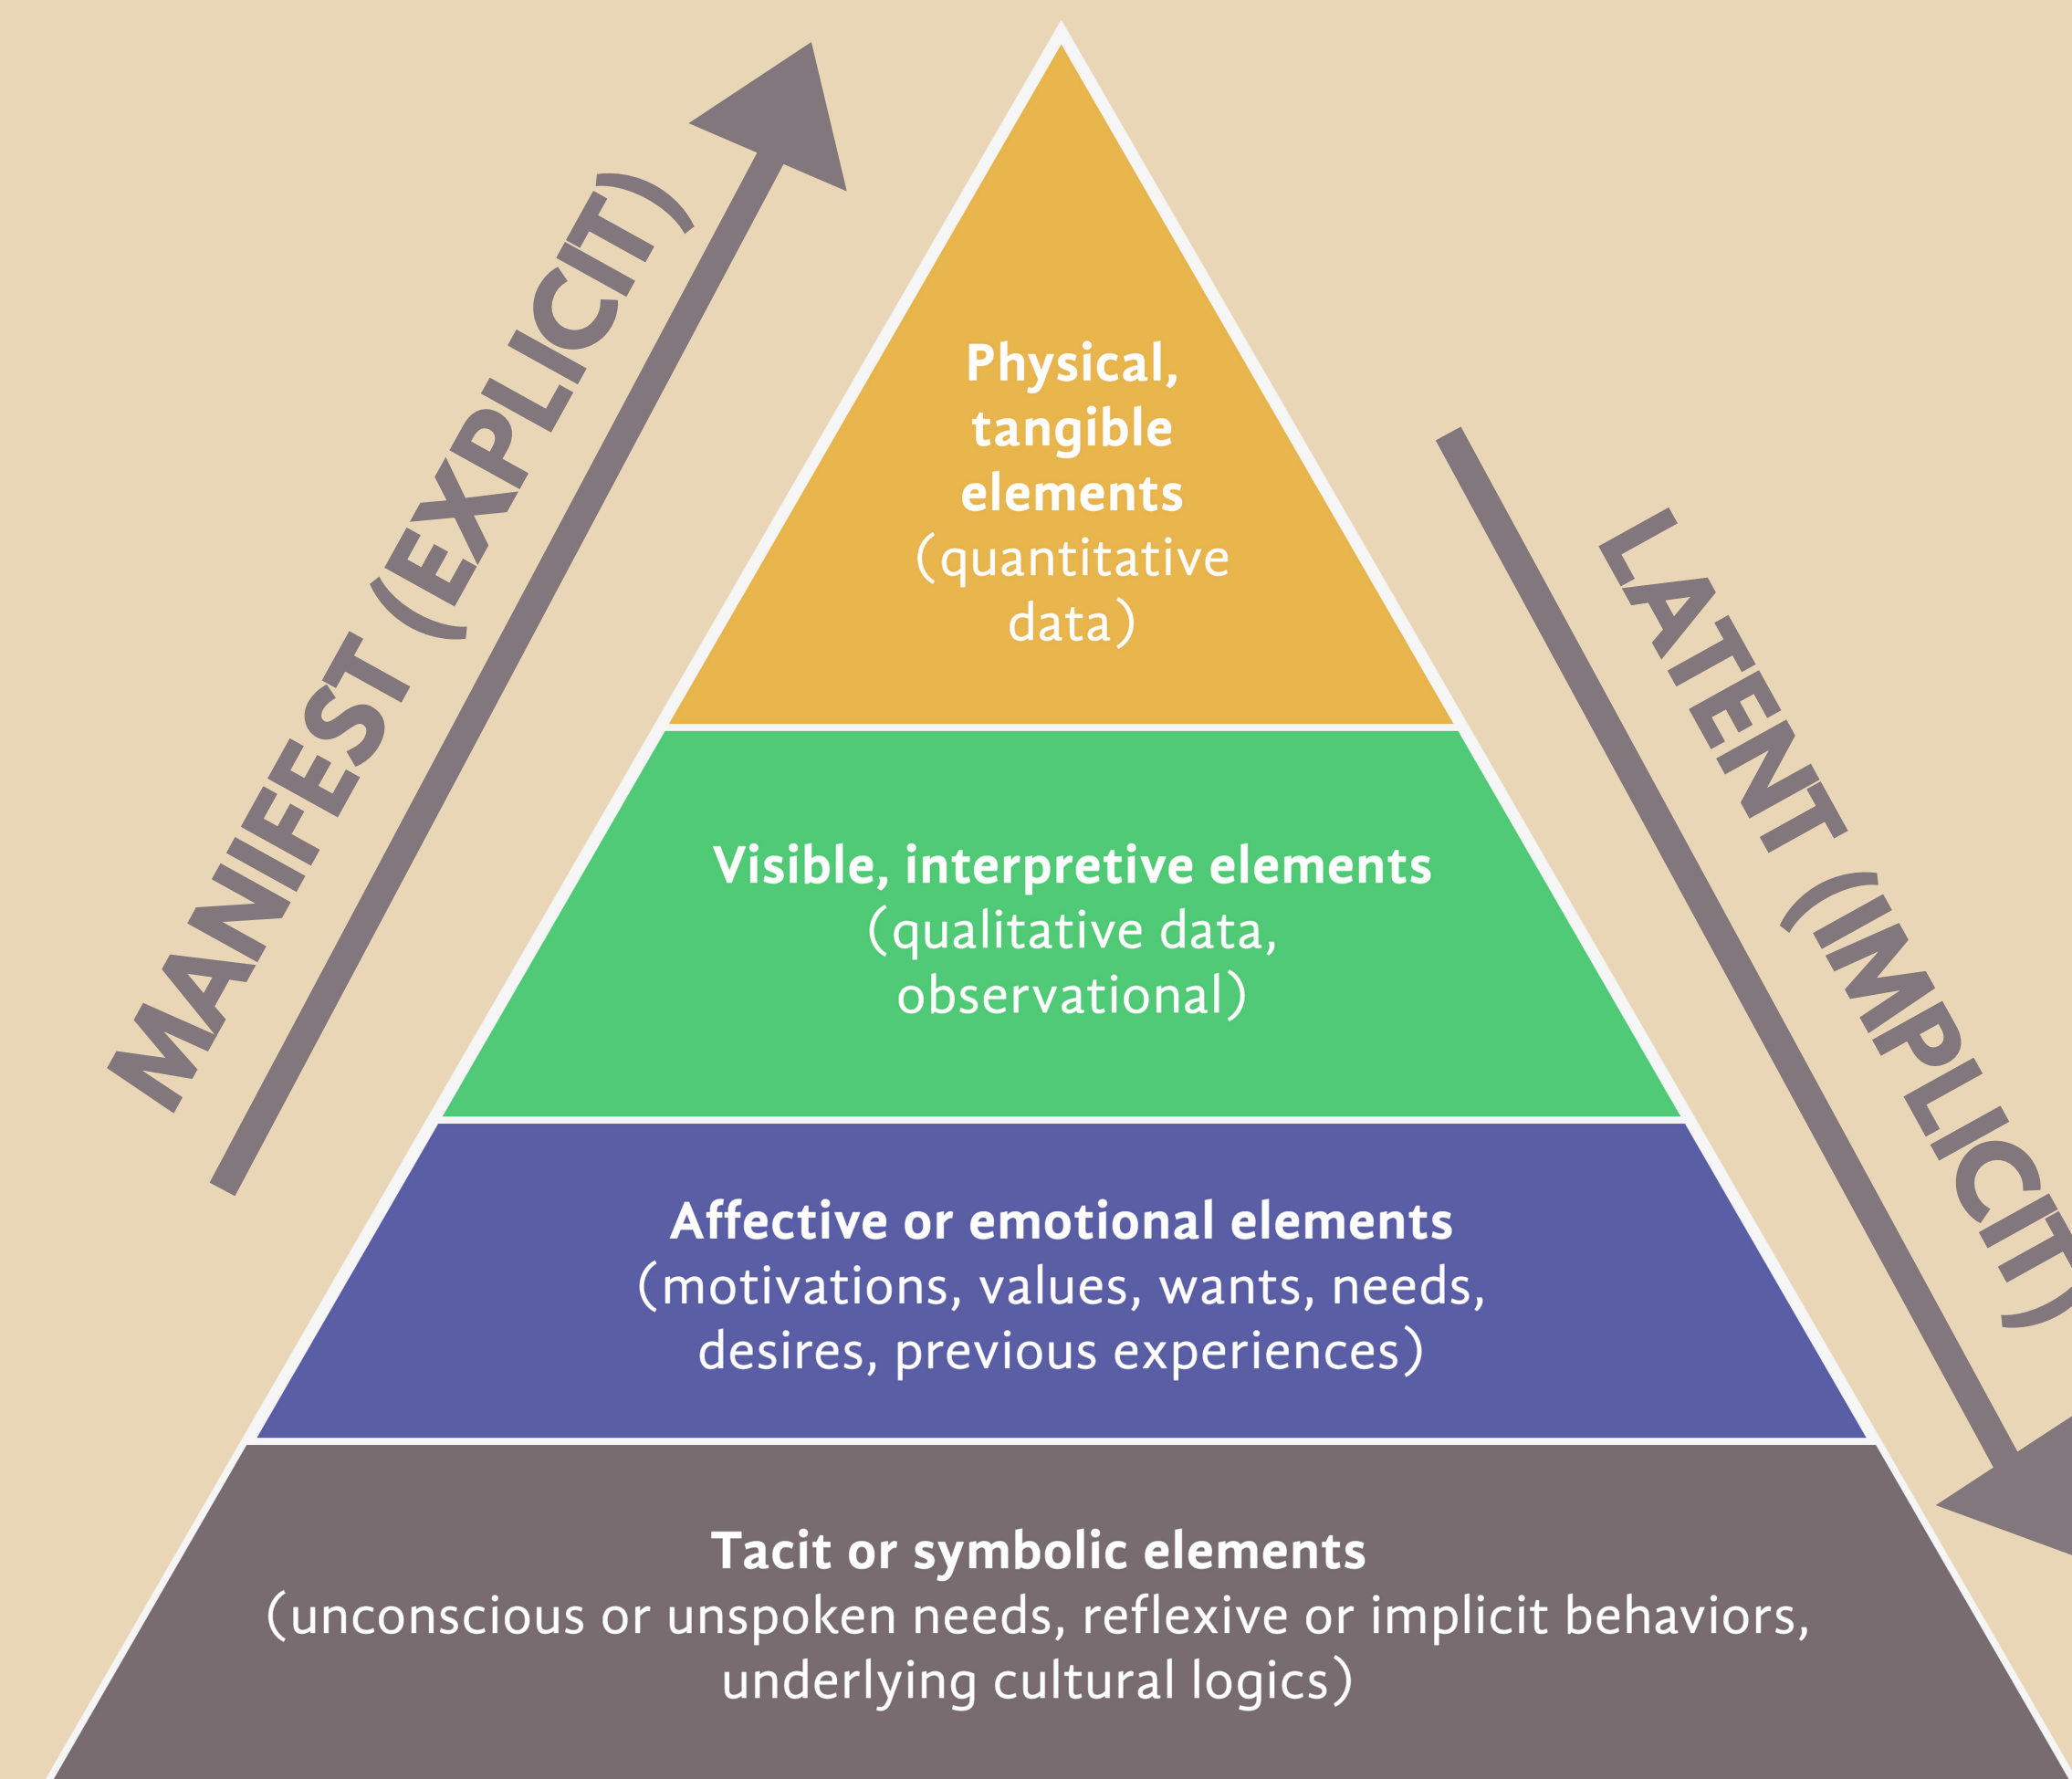 MANIFEST (EXPLICIT)
Physical,
tangible
elements
(quantitative
data)
LATENT (IMPLICIT)
Visible, interpretive elements
(qualitative data,
observational)
Affective or emotional elements
(motivations, values, wants, needs,
desires, previous experiences)
Tacit or symbolic elements
(unconscious or unspoken needs, reflexive or implicit behaviors,
underlying cultural logics)